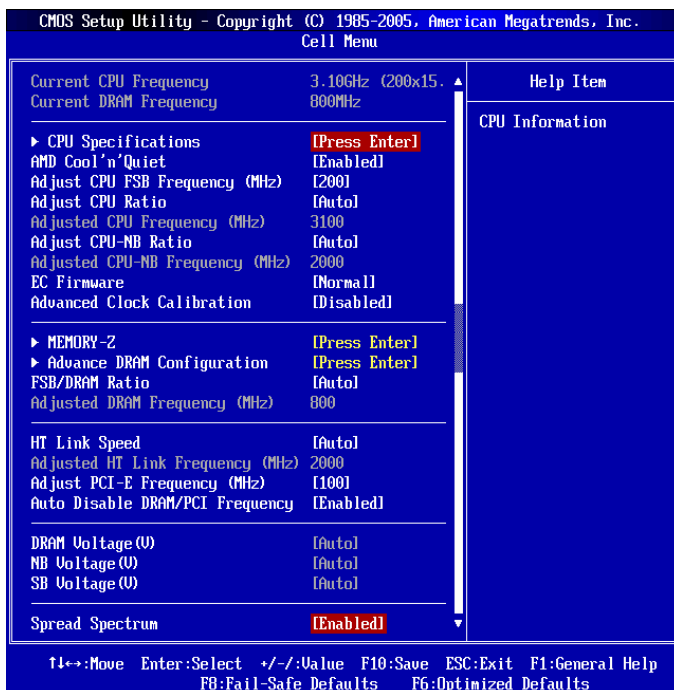 CMOS Setup Utility - Copyright (C) 1985-2005, American Megatrends, Inc.
Cell Menu
Current CPU Frequency 3.10GHz (200x15.
Current DRAM Frequency 800MHz
▶ CPU Specifications [Press Enter]
AMD Cool'n'Quiet [Enabled]
Adjust CPU FSB Frequency (MHz) [200]
Adjust CPU Ratio [Auto]
Adjusted CPU Frequency (MHz) 3100
Adjust CPU-NB Ratio [Auto]
Adjusted CPU-NB Frequency (MHz) 2000
EC Firmware [Normal]
Advanced Clock Calibration [Disabled]
▶ MEMORY-Z [Press Enter]
▶ Advance DRAM Configuration [Press Enter]
FSB/DRAM Ratio [Auto]
Adjusted DRAM Frequency (MHz) 800
HT Link Speed [Auto]
Adjusted HT Link Frequency (MHz) 2000
Adjust PCI-E Frequency (MHz) [100]
Auto Disable DRAM/PCI Frequency [Enabled]
DRAM Voltage(V) [Auto]
NB Voltage(V) [Auto]
SB Voltage(V) [Auto]
Spread Spectrum [Enabled]
Help Item
CPU Information
↑↓←→:Move Enter:Select +/-/:Value F10:Save ESC:Exit F1:General Help
F8:Fail-Safe Defaults F6:Optimized Defaults